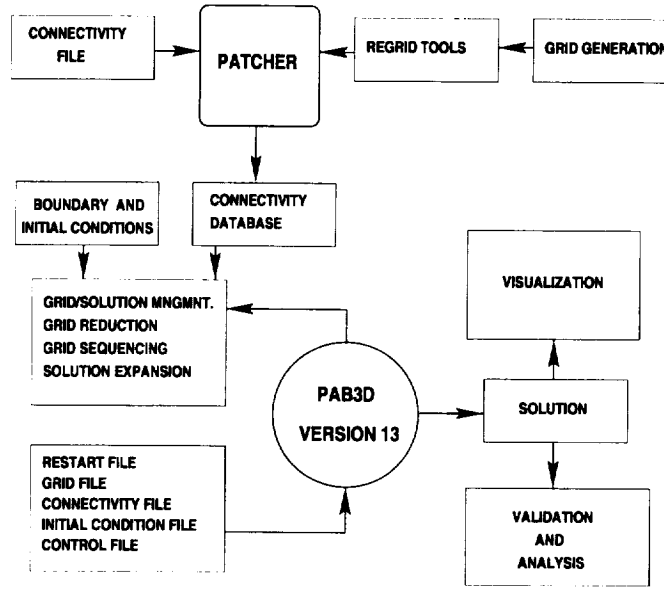 CONNECTIVITY
FILE
PATCHER
REGRID TOOLS
GRID GENERATION
BOUNDARY AND
INITIAL CONDITIONS
CONNECTIVITY
DATABASE
GRID/SOLUTION MNGMNT.
GRID REDUCTION
GRID SEQUENCING
SOLUTION EXPANSION
VISUALIZATION
PAB3D
VERSION 13
SOLUTION
RESTART FILE
GRID FILE
CONNECTIVITY FILE
INITIAL CONDITION FILE
CONTROL FILE
VALIDATION
AND
ANALYSIS